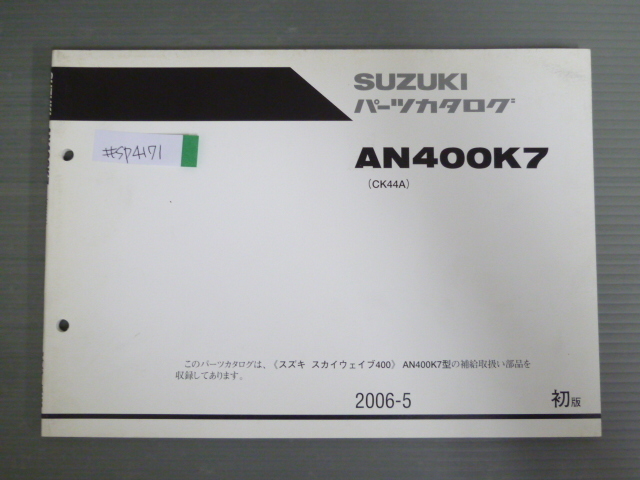 SUZUKI
パーツカタログ
#SP4171
AN400K7
(CK44A)
このパーツカタログは、〈スズキ スカイウェイブ400〉 AN400K7型の補給取扱い部品を
収録してあります。
2006-5
初版